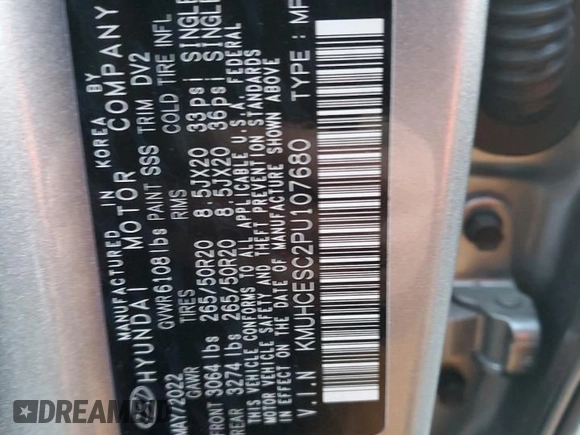 MANUFACTURED IN KOREA BY
HYUNDAI MOTOR COMPANY
MAY/2022 GVWR 6108 lbs PAINT SSS TRIM DV2
GAWR TIRES RMS COLD TIRE INFL
FRONT 3064 lbs 265/50R20 8.5JX20 33psi SINGLE
REAR 3274 lbs 265/50R20 8.5JX20 36psi SINGLE
THIS VEHICLE CONFORMS TO ALL APPLICABLE U.S.A. FEDERAL
MOTOR VEHICLE SAFETY AND THEFT PREVENTION STANDARDS
IN EFFECT ON THE DATE OF MANUFACTURE SHOWN ABOVE
V.I.N KMUHCESC2PU107680 TYPE : MP
DREAMBID